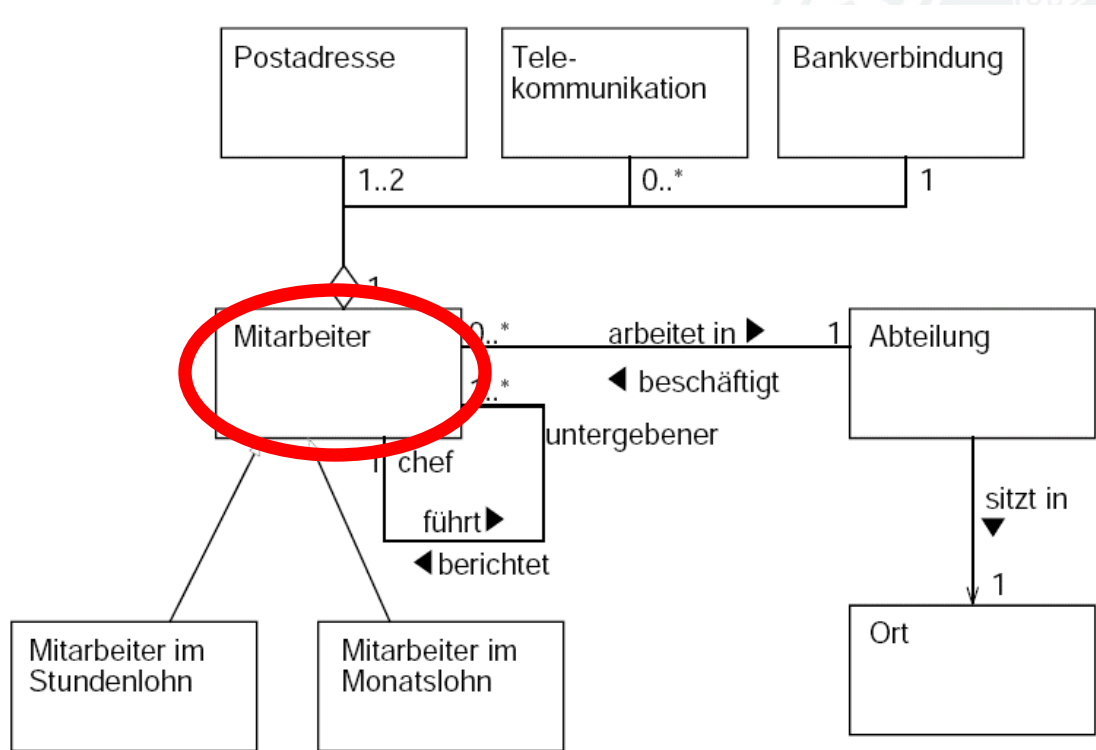 Postadresse
Tele-
kommunikation
Bankverbindung
1..2
0..*
1
1
Mitarbeiter
0..*
arbeitet in ▶
1
Abteilung
◀ beschäftigt
..*
untergebener
1
chef
führt▶
◀berichtet
sitzt in
▼
1
Mitarbeiter im
Stundenlohn
Mitarbeiter im
Monatslohn
Ort